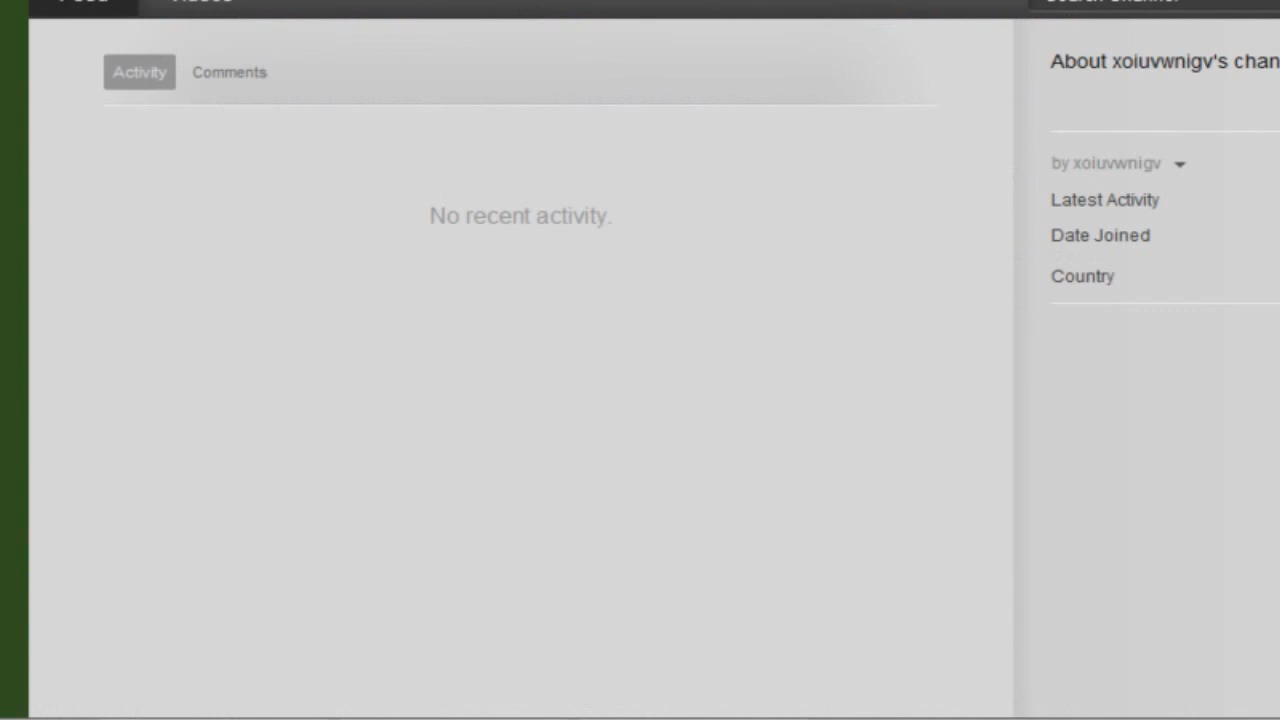 Activity Comments
No recent activity.
About xoiuvwnigv's chan
by xoiuvwnigv
Latest Activity
Date Joined
Country